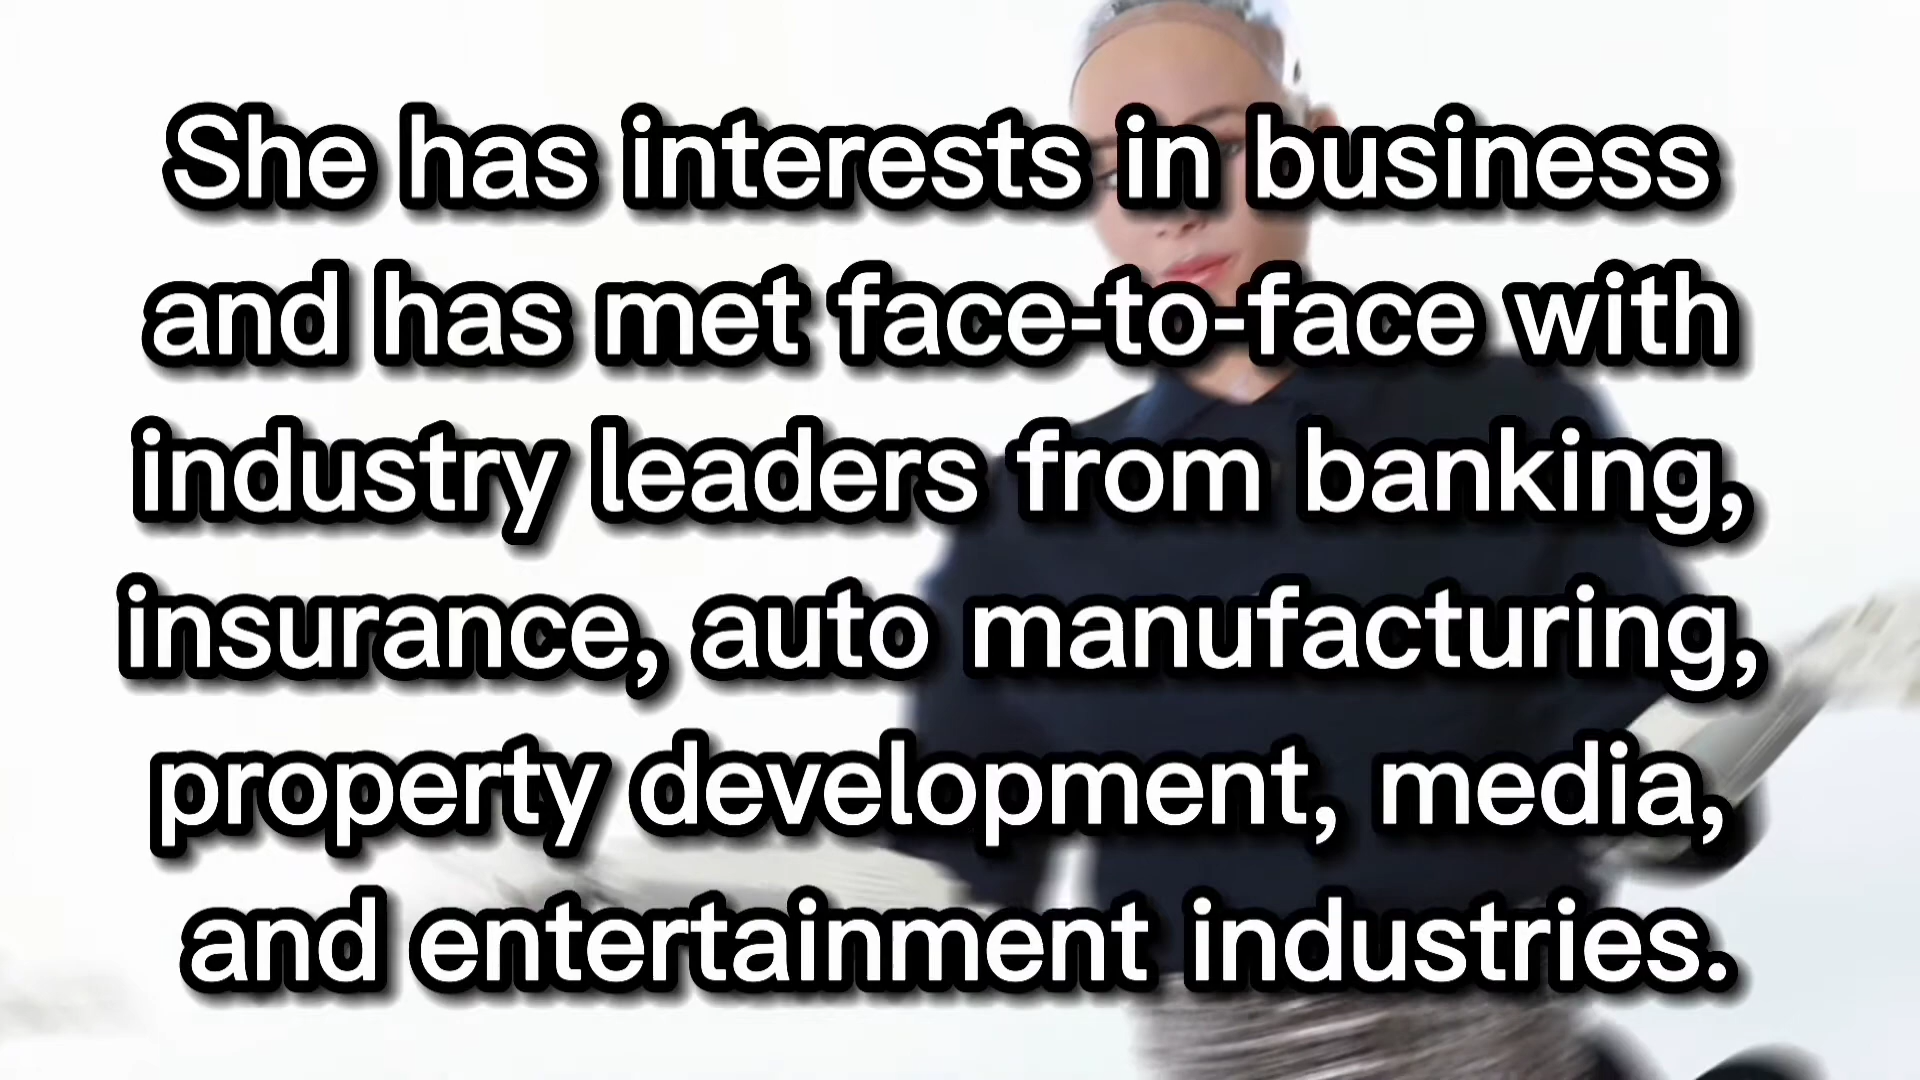 She has interests in business
and has met face-to-face with
industry leaders from banking,
insurance, auto manufacturing,
property development, media,
and entertainment industries.